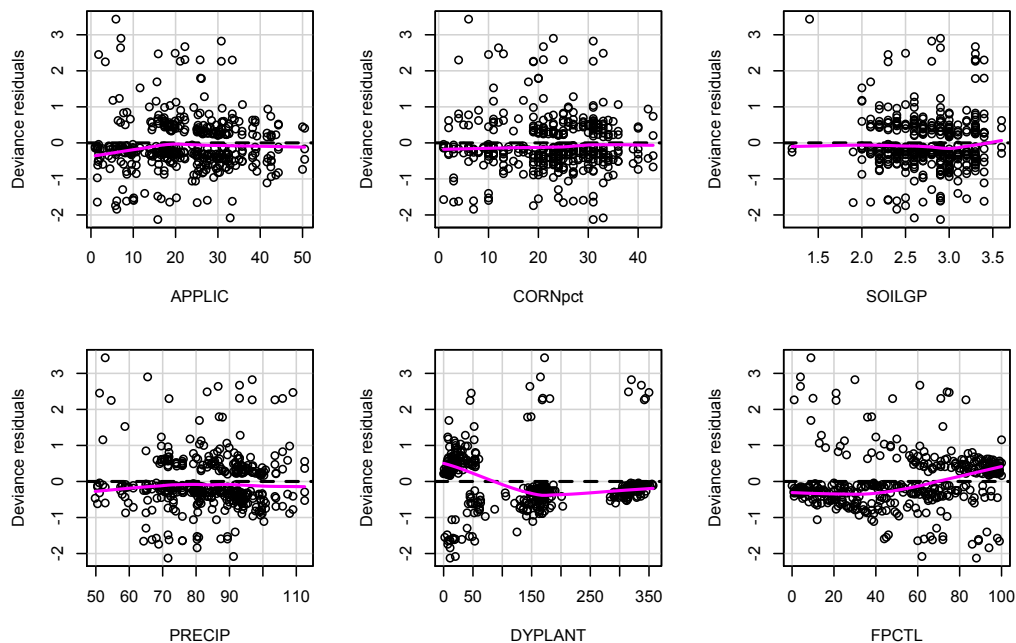 Deviance residuals
3
2
1
0
-1
-2
0 10 20 30 40 50
APPLIC
Deviance residuals
3
2
1
0
-1
-2
0 10 20 30 40
CORNpct
Deviance residuals
3
2
1
0
-1
-2
1.5 2.0 2.5 3.0 3.5
SOILGP
Deviance residuals
3
2
1
0
-1
-2
50 60 70 80 90 110
PRECIP
Deviance residuals
3
2
1
0
-1
-2
0 50 150 250 350
DYPLANT
Deviance residuals
3
2
1
0
-1
-2
0 20 40 60 80 100
FPCTL